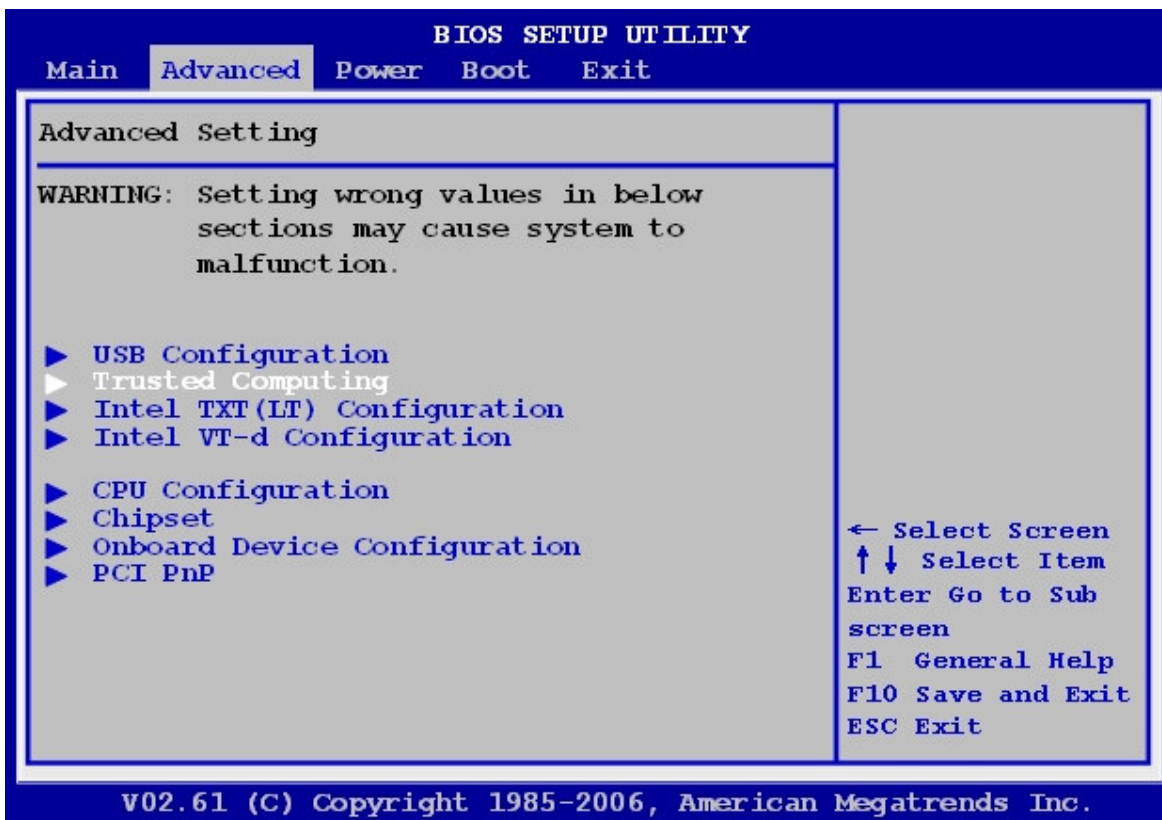 BIOS SETUP UTILITY
Main Advanced Power Boot Exit
Advanced Setting
WARNING: Setting wrong values in below
sections may cause system to
malfunction.
▶ USB Configuration
▶ Trusted Computing
▶ Intel TXT(LT) Configuration
▶ Intel VT-d Configuration
▶ CPU Configuration
▶ Chipset
▶ Onboard Device Configuration
▶ PCI PnP
← Select Screen
↑↓ Select Item
Enter Go to Sub
screen
F1 General Help
F10 Save and Exit
ESC Exit
V02.61 (C) Copyright 1985-2006, American Megatrends Inc.